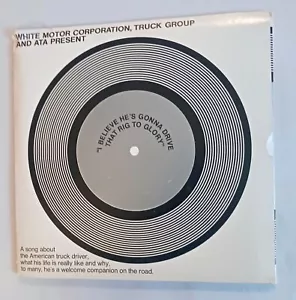 WHITE MOTOR CORPORATION, TRUCK GROUP
AND ATA PRESENT
"I BELIEVE HE'S GONNA DRIVE
THAT RIG TO GLORY"
A song about
the American truck driver,
what his life is really like and why,
to many, he's a welcome companion on the road.